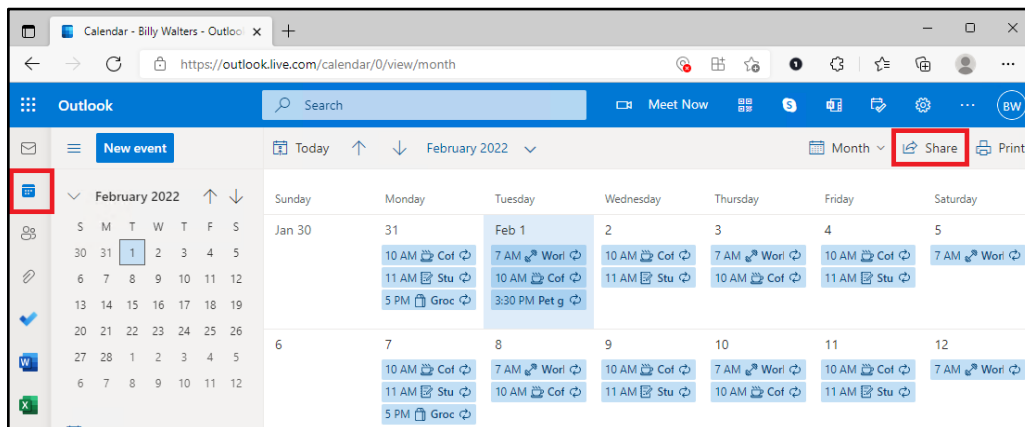 Calendar - Billy Walters - Outloo
https://outlook.live.com/calendar/0/view/month
Outlook
Search
Meet Now
BW
New event
Today
February 2022
Month
Share
Print
February 2022
S M T W T F S
30 31 1 2 3 4 5
6 7 8 9 10 11 12
13 14 15 16 17 18 19
20 21 22 23 24 25 26
27 28 1 2 3 4 5
6 7 8 9 10 11 12
Sunday Monday Tuesday Wednesday Thursday Friday Saturday
Jan 30 31 Feb 1 2 3 4 5
10 AM Cof 7 AM Worl 10 AM Cof 7 AM Worl 10 AM Cof 7 AM Worl
11 AM Stu 10 AM Cof 11 AM Stu 10 AM Cof 11 AM Stu
5 PM Groc 3:30 PM Pet g
6 7 8 9 10 11 12
10 AM Cof 7 AM Worl 10 AM Cof 7 AM Worl 10 AM Cof 7 AM Worl
11 AM Stu 10 AM Cof 11 AM Stu 10 AM Cof 11 AM Stu
5 PM Groc